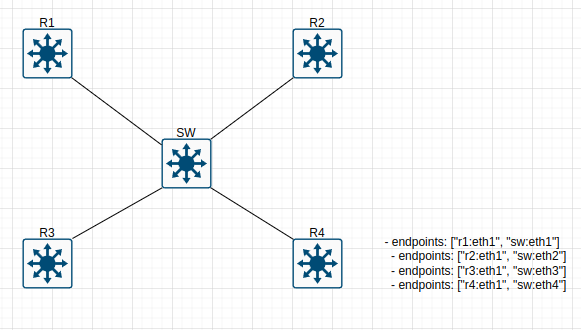 R1
R2
SW
R3
R4
- endpoints: ["r1:eth1", "sw:eth1"]
- endpoints: ["r2:eth1", "sw:eth2"]
- endpoints: ["r3:eth1", "sw:eth3"]
- endpoints: ["r4:eth1", "sw:eth4"]